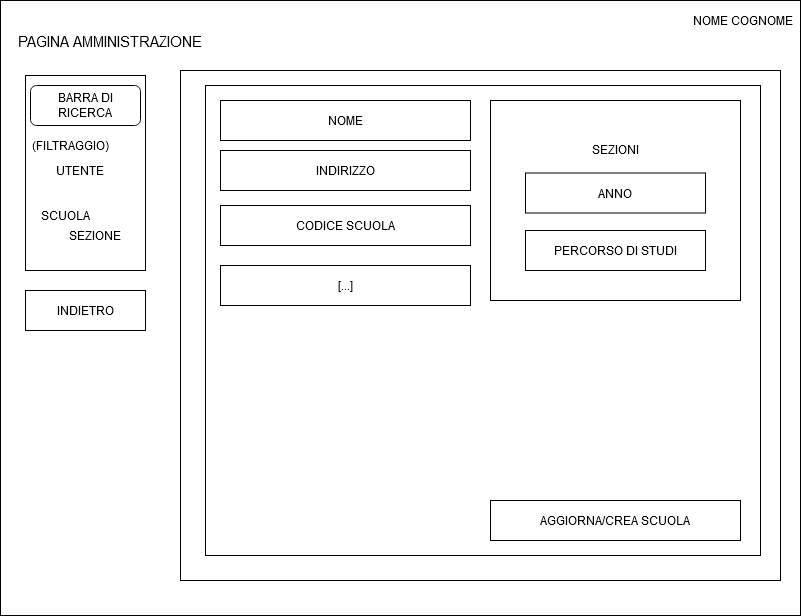 NOME COGNOME
PAGINA AMMINISTRAZIONE
BARRA DI
RICERCA
(FILTRAGGIO)
UTENTE
SCUOLA
SEZIONE
INDIETRO
NOME
INDIRIZZO
CODICE SCUOLA
[...]
SEZIONI
ANNO
PERCORSO DI STUDI
AGGIORNA/CREA SCUOLA